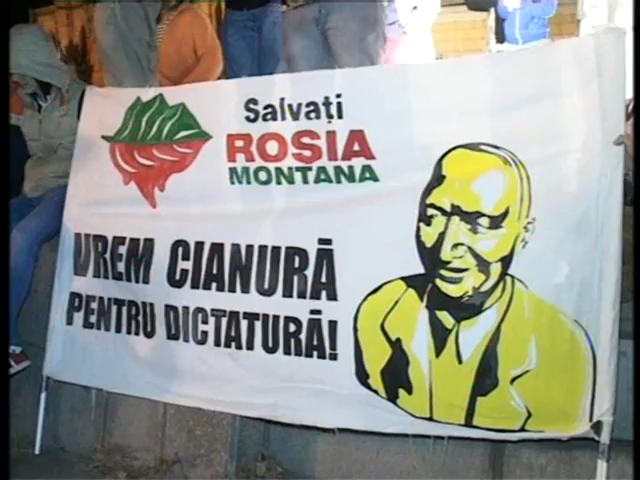 Salvați
ROȘIA
MONTANA
VREM CIANURĂ
PENTRU DICTATURĂ!